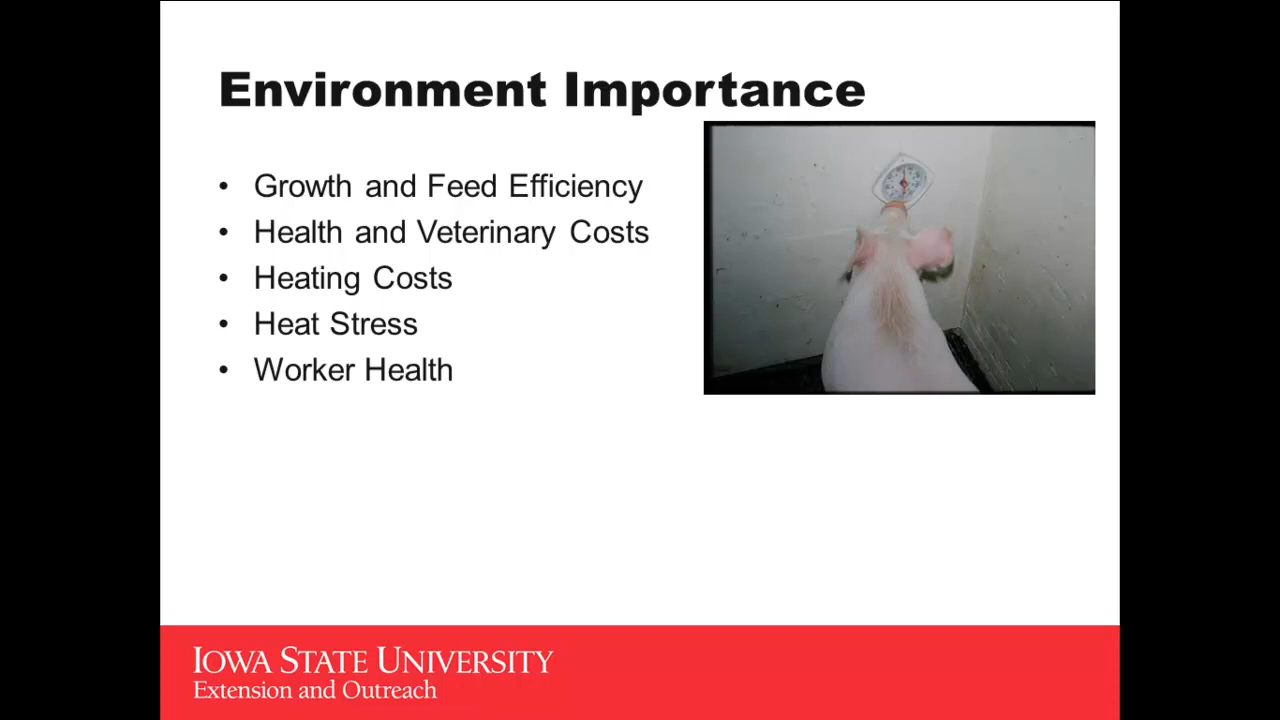 Environment Importance
• Growth and Feed Efficiency
• Health and Veterinary Costs
• Heating Costs
• Heat Stress
• Worker Health
IOWA STATE UNIVERSITY
Extension and Outreach